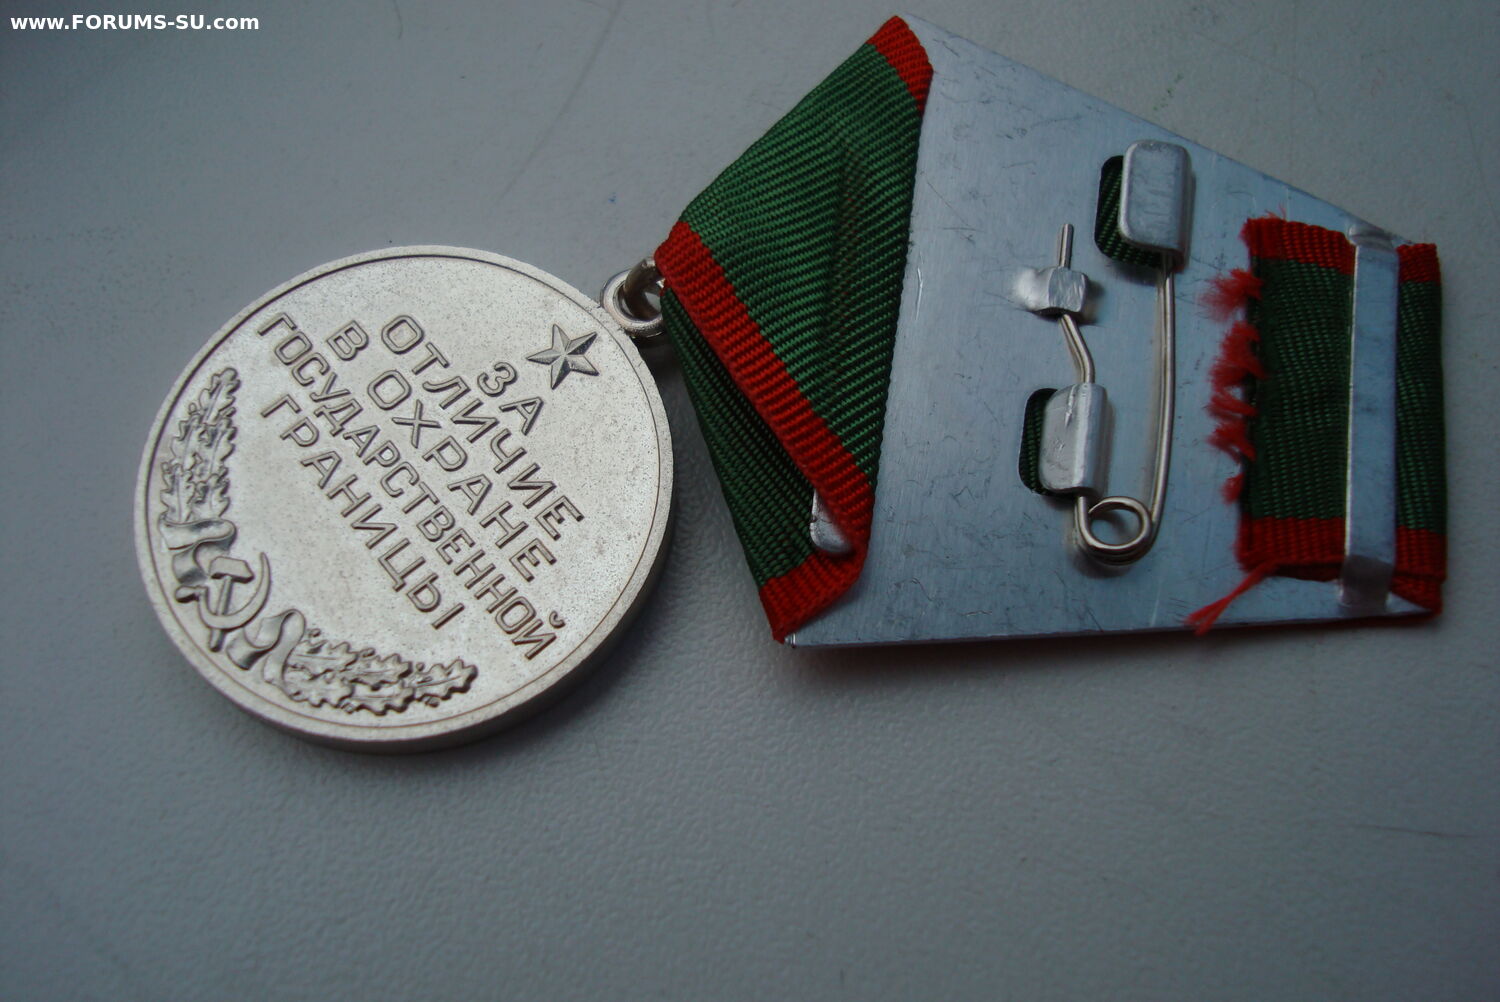 www.FORUMS-SU.com
ЗА
ОТЛИЧИЕ
В ОХРАНЕ
ГОСУДАРСТВЕННОЙ
ГРАНИЦЫ